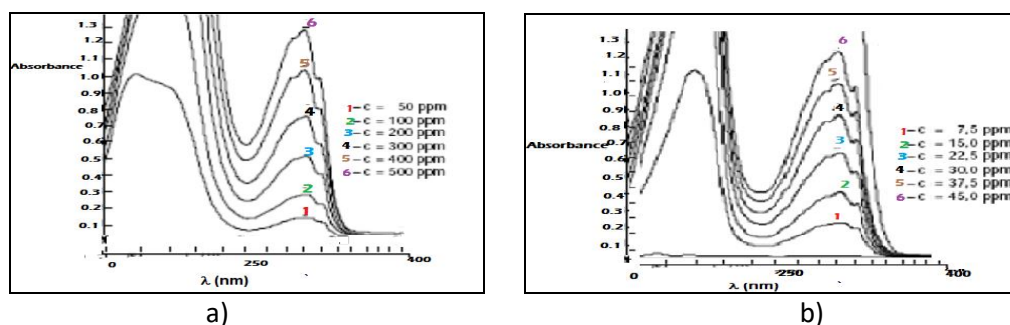 1.3
1.2
1.1
Absorbance
1.0
0.9
0.8
0.7
0.6
0.5
0.4
0.3
0.2
0.1
6
5
4
3
2
1
1–c = 50 ppm
2–c = 100 ppm
3–c = 200 ppm
4–c = 300 ppm
5–c = 400 ppm
6–c = 500 ppm
0 250 400
λ (nm)
a)
1.3
1.2
1.1
1.0
0.9
0.8
0.7
Absorbance
0.6
0.5
0.4
0.3
0.2
0.1
6
5
4
3
2
1
1–c = 7,5 ppm
2–c = 15,0 ppm
3–c = 22,5 ppm
4–c = 30,0 ppm
5–c = 37,5 ppm
6–c = 45,0 ppm
0 250 400
λ (nm)
b)